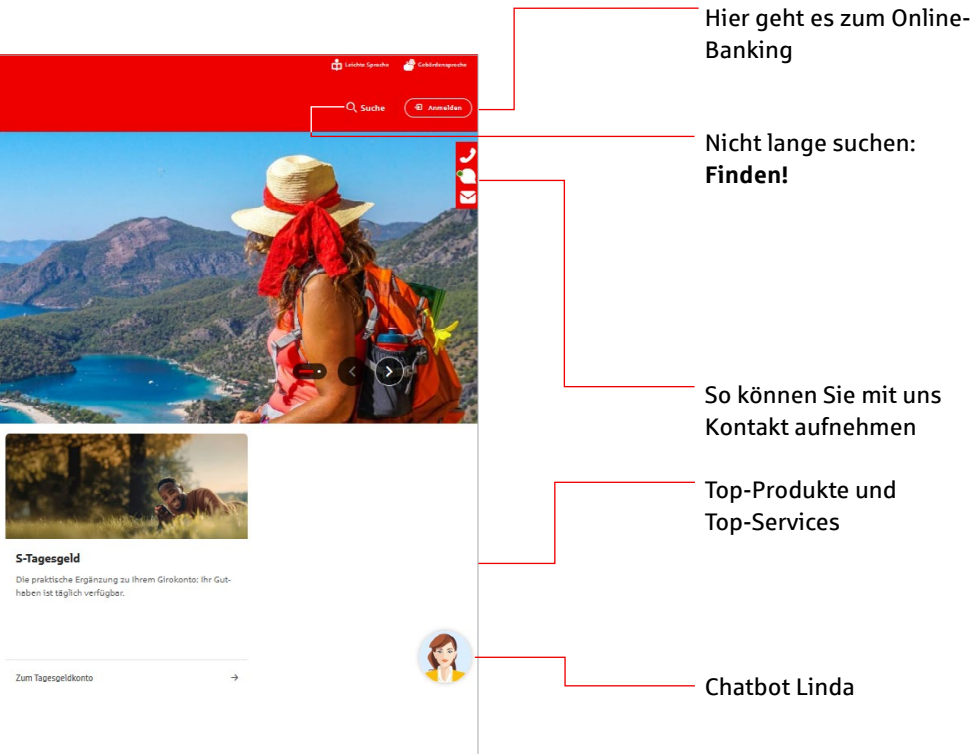 Hier geht es zum Online-
Banking
Leichte Sprache
Gebärdensprache
Suche
Anmelden
Nicht lange suchen:
Finden!
So können Sie mit uns
Kontakt aufnehmen
S-Tagesgeld
Die praktische Ergänzung zu Ihrem Girokonto: Ihr Gut-
haben ist täglich verfügbar.
Zum Tagesgeldkonto
Top-Produkte und
Top-Services
Chatbot Linda